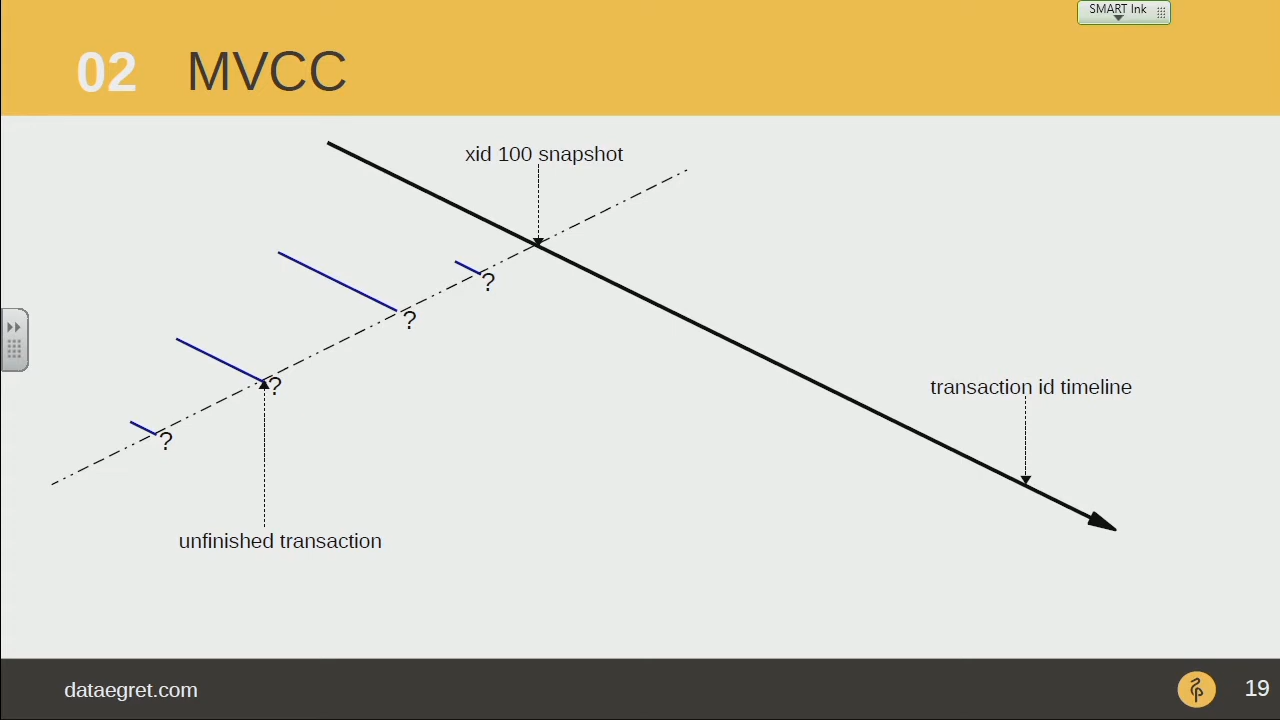 SMART Ink
02 MVCC
xid 100 snapshot
?
?
transaction id timeline
?
?
unfinished transaction
dataegret.com
19